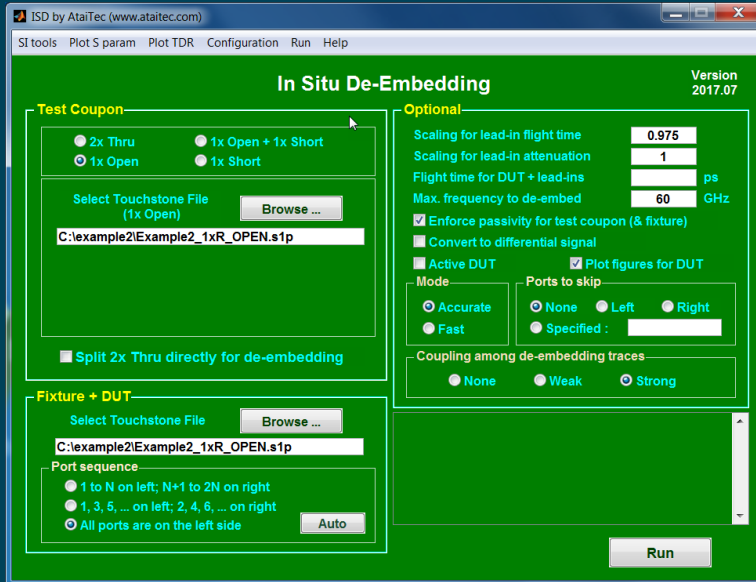 ISD by AtaiTec (www.ataitec.com)
SI tools Plot S param Plot TDR Configuration Run Help
In Situ De-Embedding
Version
2017.07
Test Coupon
2x Thru
1x Open + 1x Short
1x Open
1x Short
Select Touchstone File
(1x Open)
Browse ...
C:\example2\Example2_1xR_OPEN.s1p
Split 2x Thru directly for de-embedding
Fixture + DUT
Select Touchstone File
Browse ...
C:\example2\Example2_1xR_OPEN.s1p
Port sequence
1 to N on left; N+1 to 2N on right
1, 3, 5, ... on left; 2, 4, 6, ... on right
All ports are on the left side
Auto
Optional
Scaling for lead-in flight time 0.975
Scaling for lead-in attenuation 1
Flight time for DUT + lead-ins ps
Max. frequency to de-embed 60 GHz
Enforce passivity for test coupon (& fixture)
Convert to differential signal
Active DUT
Plot figures for DUT
Mode
Accurate
Fast
Ports to skip
None Left Right
Specified :
Coupling among de-embedding traces
None Weak Strong
Run